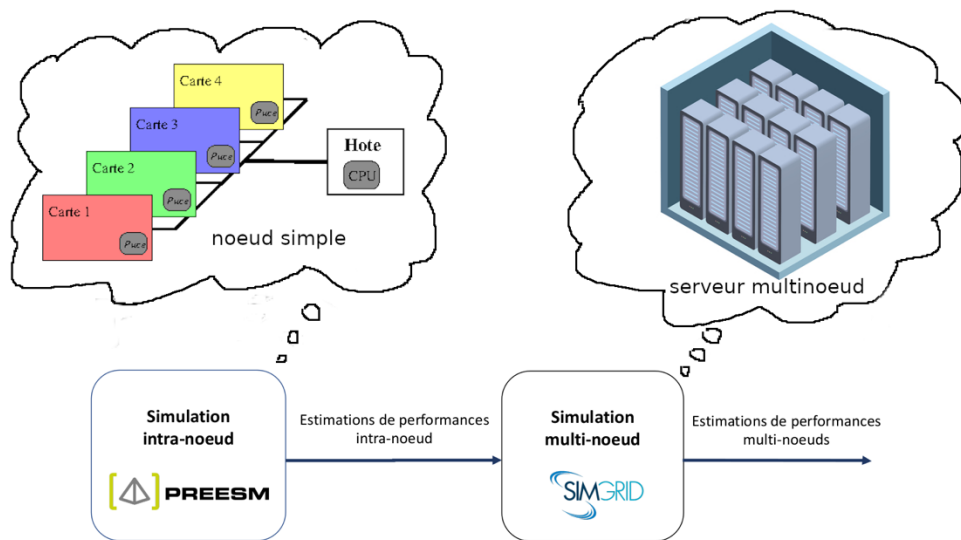 Carte 4
Puce
Carte 3
Puce
Carte 2
Puce
Carte 1
Puce
Hote
CPU
noeud simple
serveur multinoeud
Simulation
intra-noeud
PREESM
Estimations de performances
intra-noeud
Simulation
multi-noeud
SIMGRID
Estimations de performances
multi-noeuds